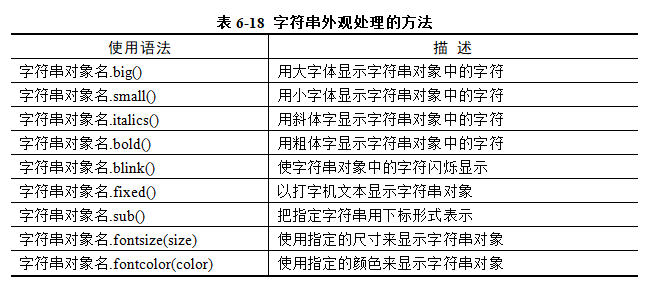 表 6-18 字符串外观处理的方法
使用语法 描 述
字符串对象名.big() 用大字体显示字符串对象中的字符
字符串对象名.small() 用小字体显示字符串对象中的字符
字符串对象名.italics() 用斜体字显示字符串对象中的字符
字符串对象名.bold() 用粗体字显示字符串对象中的字符
字符串对象名.blink() 使字符串对象中的字符闪烁显示
字符串对象名.fixed() 以打字机文本显示字符串对象
字符串对象名.sub() 把指定字符串用下标形式表示
字符串对象名.fontsize(size) 使用指定的尺寸来显示字符串对象
字符串对象名.fontcolor(color) 使用指定的颜色来显示字符串对象